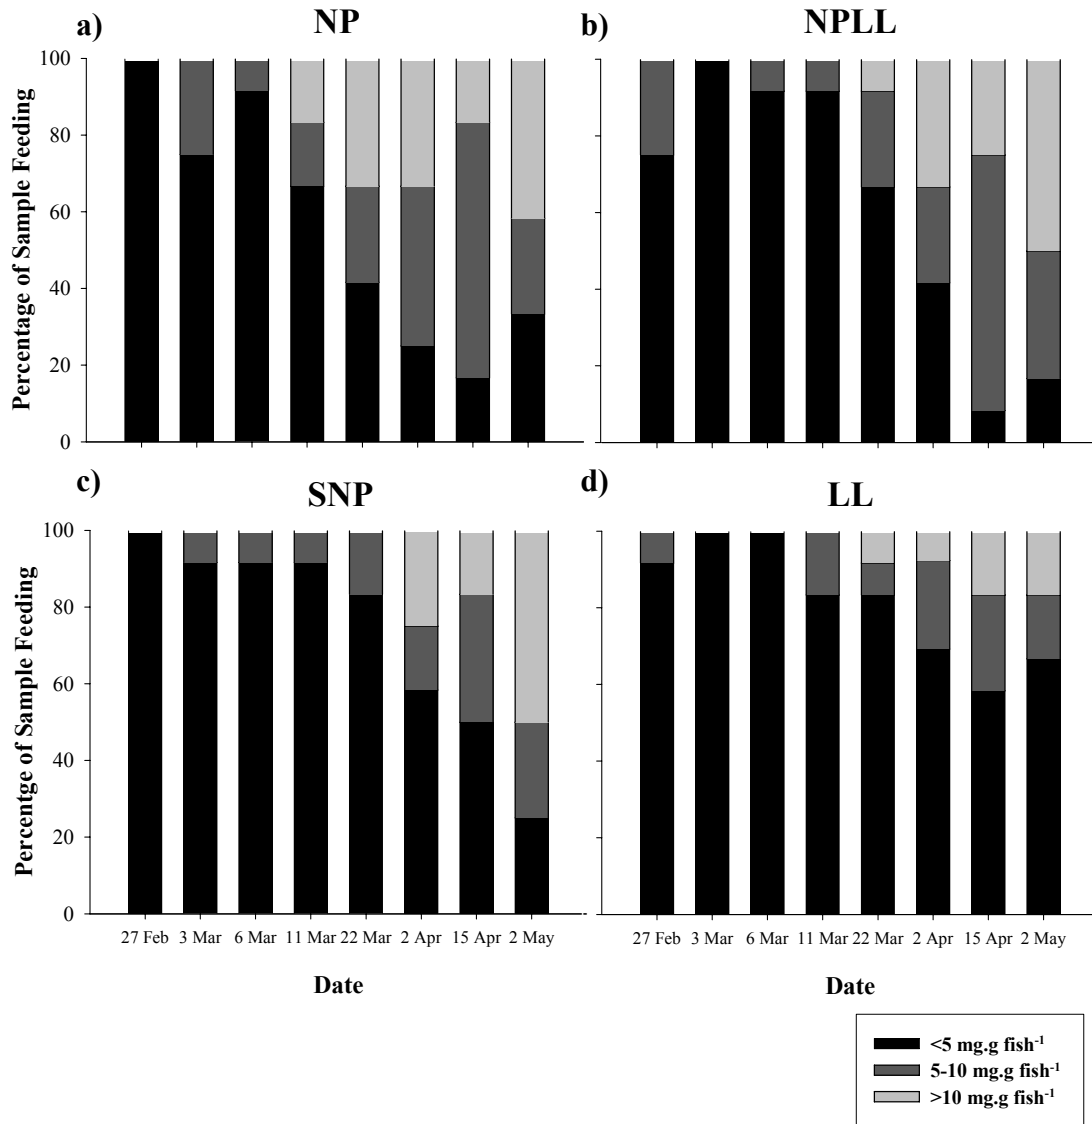 a) NP
b) NPLL
Percentage of Sample Feeding
100
80
60
40
20
0
c) SNP
d) LL
Percentge of Sample Feeding
100
80
60
40
20
0
27 Feb 3 Mar 6 Mar 11 Mar 22 Mar 2 Apr 15 Apr 2 May
27 Feb 3 Mar 6 Mar 11 Mar 22 Mar 2 Apr 15 Apr 2 May
Date
Date
<5 mg.g fish⁻¹
5-10 mg.g fish⁻¹
>10 mg.g fish⁻¹